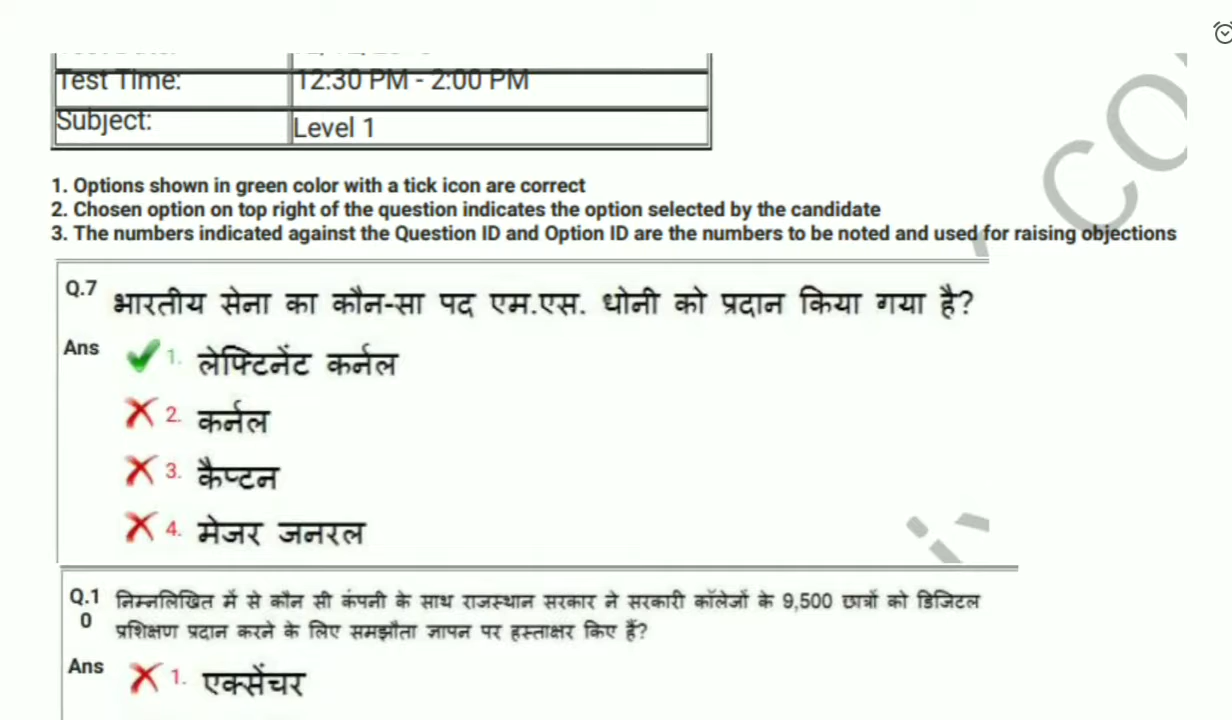 Test Time: 12:30 PM - 2:00 PM
Subject: Level 1
1. Options shown in green color with a tick icon are correct
2. Chosen option on top right of the question indicates the option selected by the candidate
3. The numbers indicated against the Question ID and Option ID are the numbers to be noted and used for raising objections
Q.7 भारतीय सेना का कौन-सा पद एम.एस. धोनी को प्रदान किया गया है?
Ans 1. लेफ्टिनेंट कर्नल
2. कर्नल
3. कैप्टन
4. मेजर जनरल
Q.10 निम्नलिखित में से कौन सी कंपनी के साथ राजस्थान सरकार ने सरकारी कॉलेजों के 9,500 छात्रों को डिजिटल
प्रशिक्षण प्रदान करने के लिए समझौता ज्ञापन पर हस्ताक्षर किए हैं?
Ans 1. एक्सेंचर